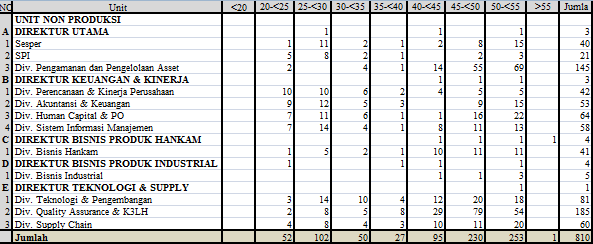 NO Unit <20 20-<25 25-<30 30-<35 35-<40 40-<45 45-<50 50-<55 >55 Jumla
UNIT NON PRODUKSI
A DIREKTUR UTAMA 1 1 1 3
1 Sesper 1 11 2 1 2 8 15 40
2 SPI 5 8 2 1 2 3 21
3 Div. Pengamanan dan Pengelolaan Asset 2 4 1 14 55 69 145
B DIREKTUR KEUANGAN & KINERJA 1 1 1 3
1 Div. Perencanaan & Kinerja Perusahaan 10 10 6 2 4 5 5 42
2 Div. Akuntansi & Keuangan 9 12 5 3 9 15 53
3 Div. Human Capital & PO 7 11 6 1 1 16 22 64
4 Div. Sistem Informasi Manajemen 7 14 4 1 8 11 13 58
C DIREKTUR BISNIS PRODUK HANKAM 1 1 1 1 4
1 Div. Bisnis Hankam 1 5 2 1 10 11 11 41
D DIREKTUR BISNIS PRODUK INDUSTRIAL 1 1 1 1 4
1 Div. Bisnis Industrial 1 1 3 5
E DIREKTUR TEKNOLOGI & SUPPLY 1 1
1 Div. Teknologi & Pengembangan 3 14 10 4 12 20 18 81
2 Div. Quality Assurance & K3LH 2 8 5 8 29 79 54 185
3 Div. Supply Chain 4 8 4 3 10 11 20 60
Jumlah 52 102 50 27 95 230 253 1 810